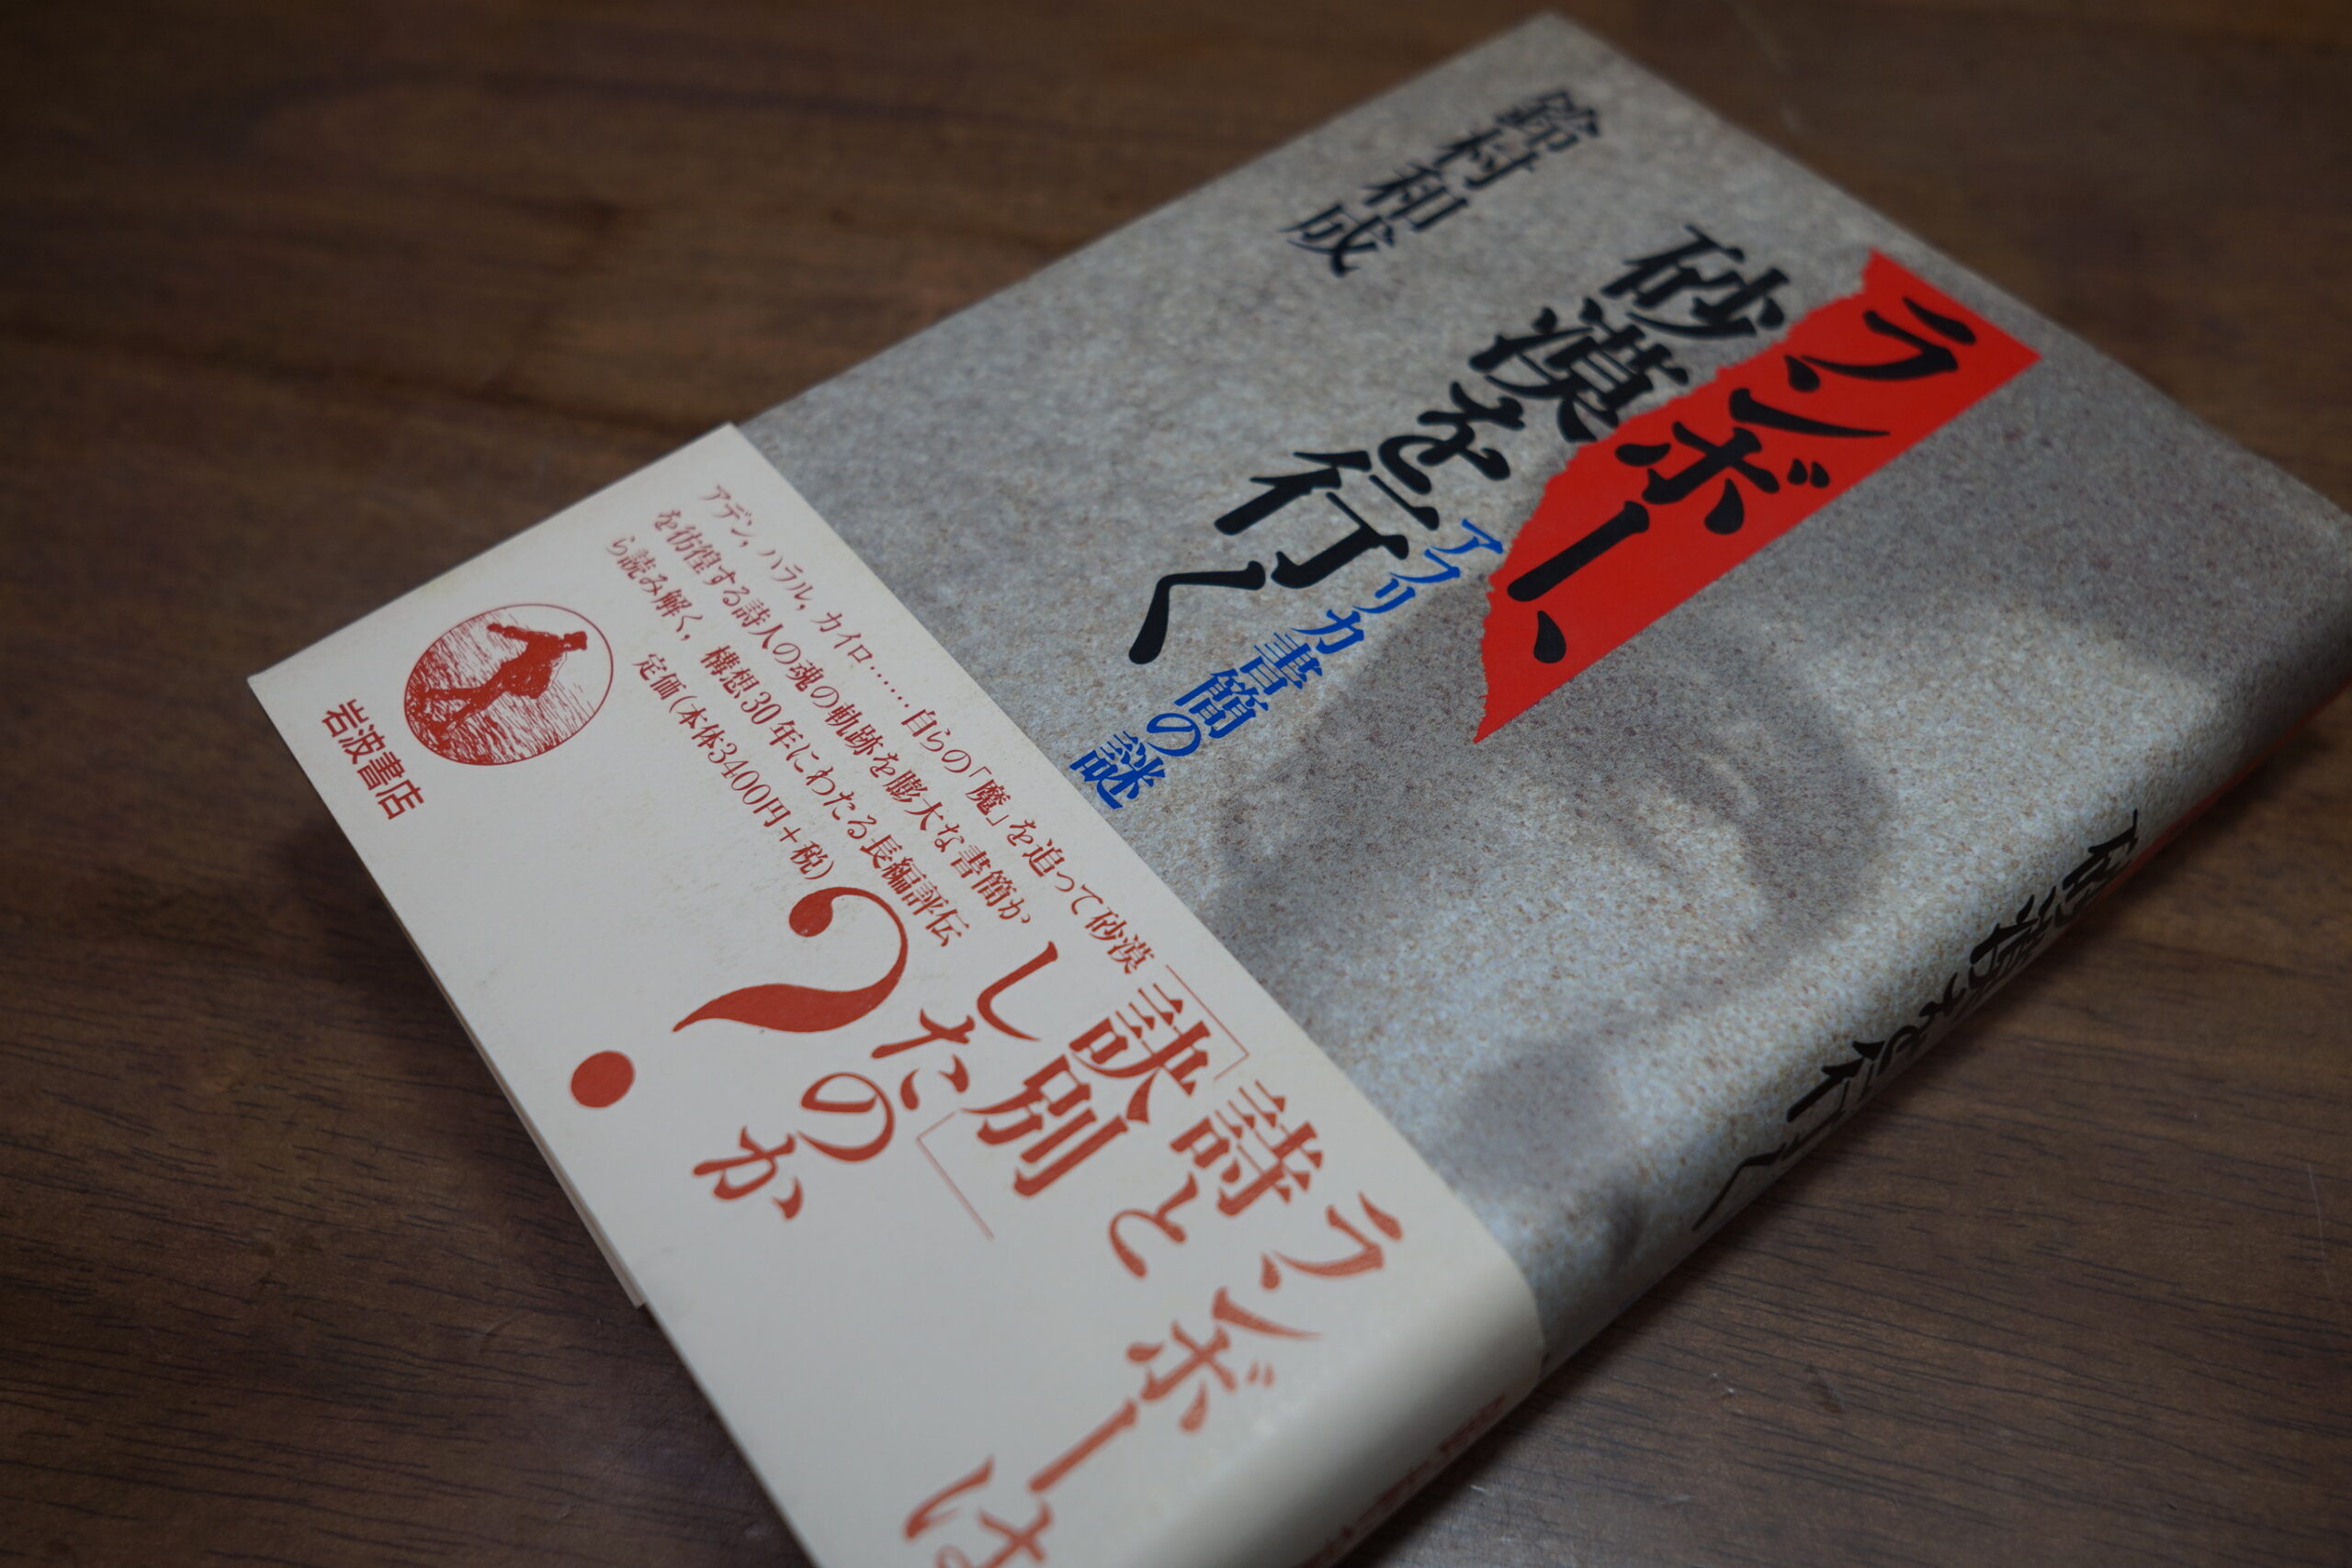 ランボー、
砂漠を行く
アフリカ書簡の謎
鈴村和成
ランボーは
詩と
「訣別
した」
のか
?
アデン，ハラル，カイロ……自らの「魔」を追って砂漠
を彷徨する詩人の魂の軌跡を膨大な書簡か
ら読み解く，構想30年にわたる長編評伝
定価(本体3400円＋税)
岩波書店
砂漠を行く